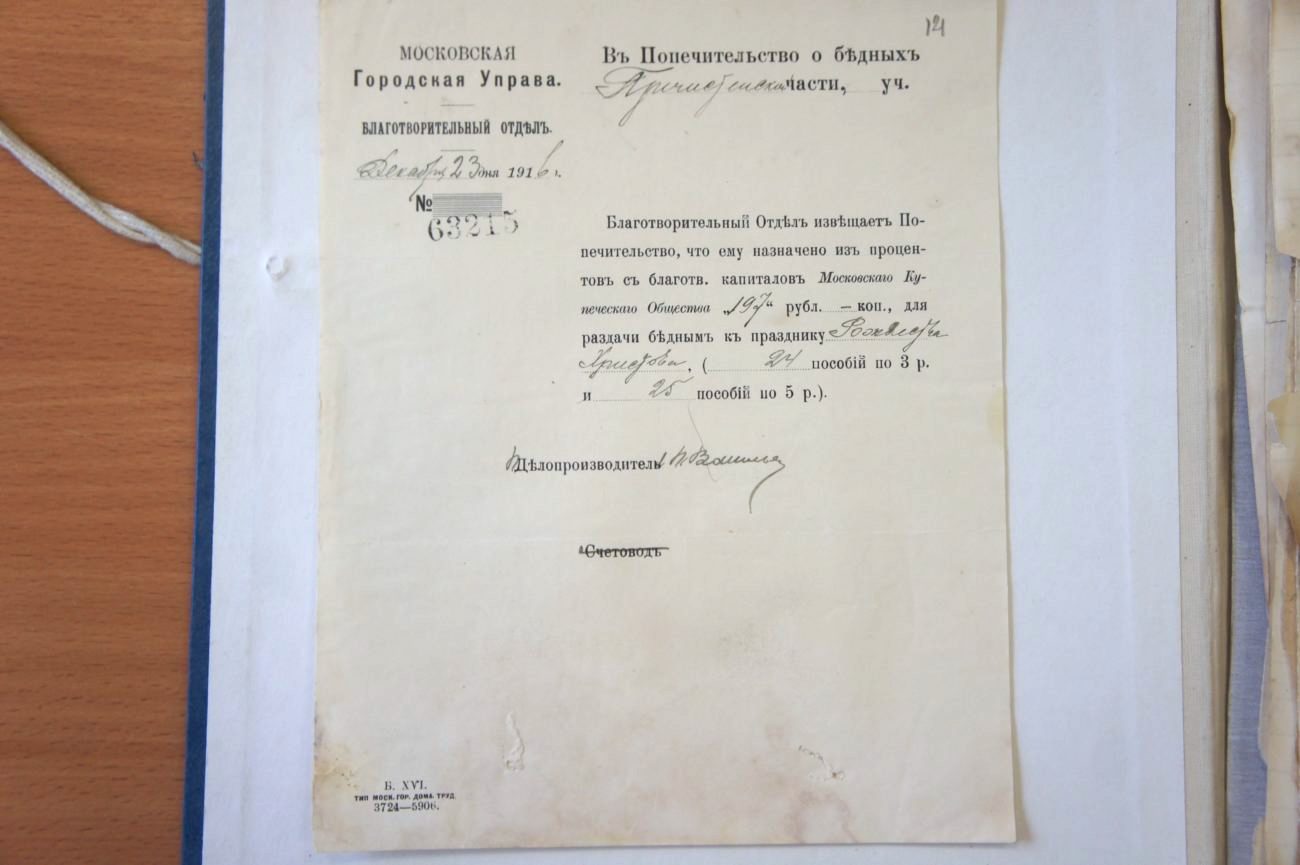 12
МОСКОВСКАЯ
Городская Управа.
БЛАГОТВОРИТЕЛЬНЫЙ ОТДѢЛЪ.
Декабря 23 дня 1916 г.
№
63215
Въ Попечительство о бѣдныхъ
Пречистенской части, уч.
Благотворительный Отдѣлъ извѣщаетъ По-
печительство, что ему назначено изъ процен-
товъ съ благотв. капиталовъ Московскаго Ку-
печескаго Общества „197“ рубл. — коп., для
раздачи бѣднымъ къ празднику Рождества
Христова, ( 24 пособій по 3 р.
и 25 пособій по 5 р.).
Дѣлопроизводитель
Счетоводъ
Б. XVI.
ТИП МОСК. ГОР. ДОМА. ТРУД.
3724—5906.